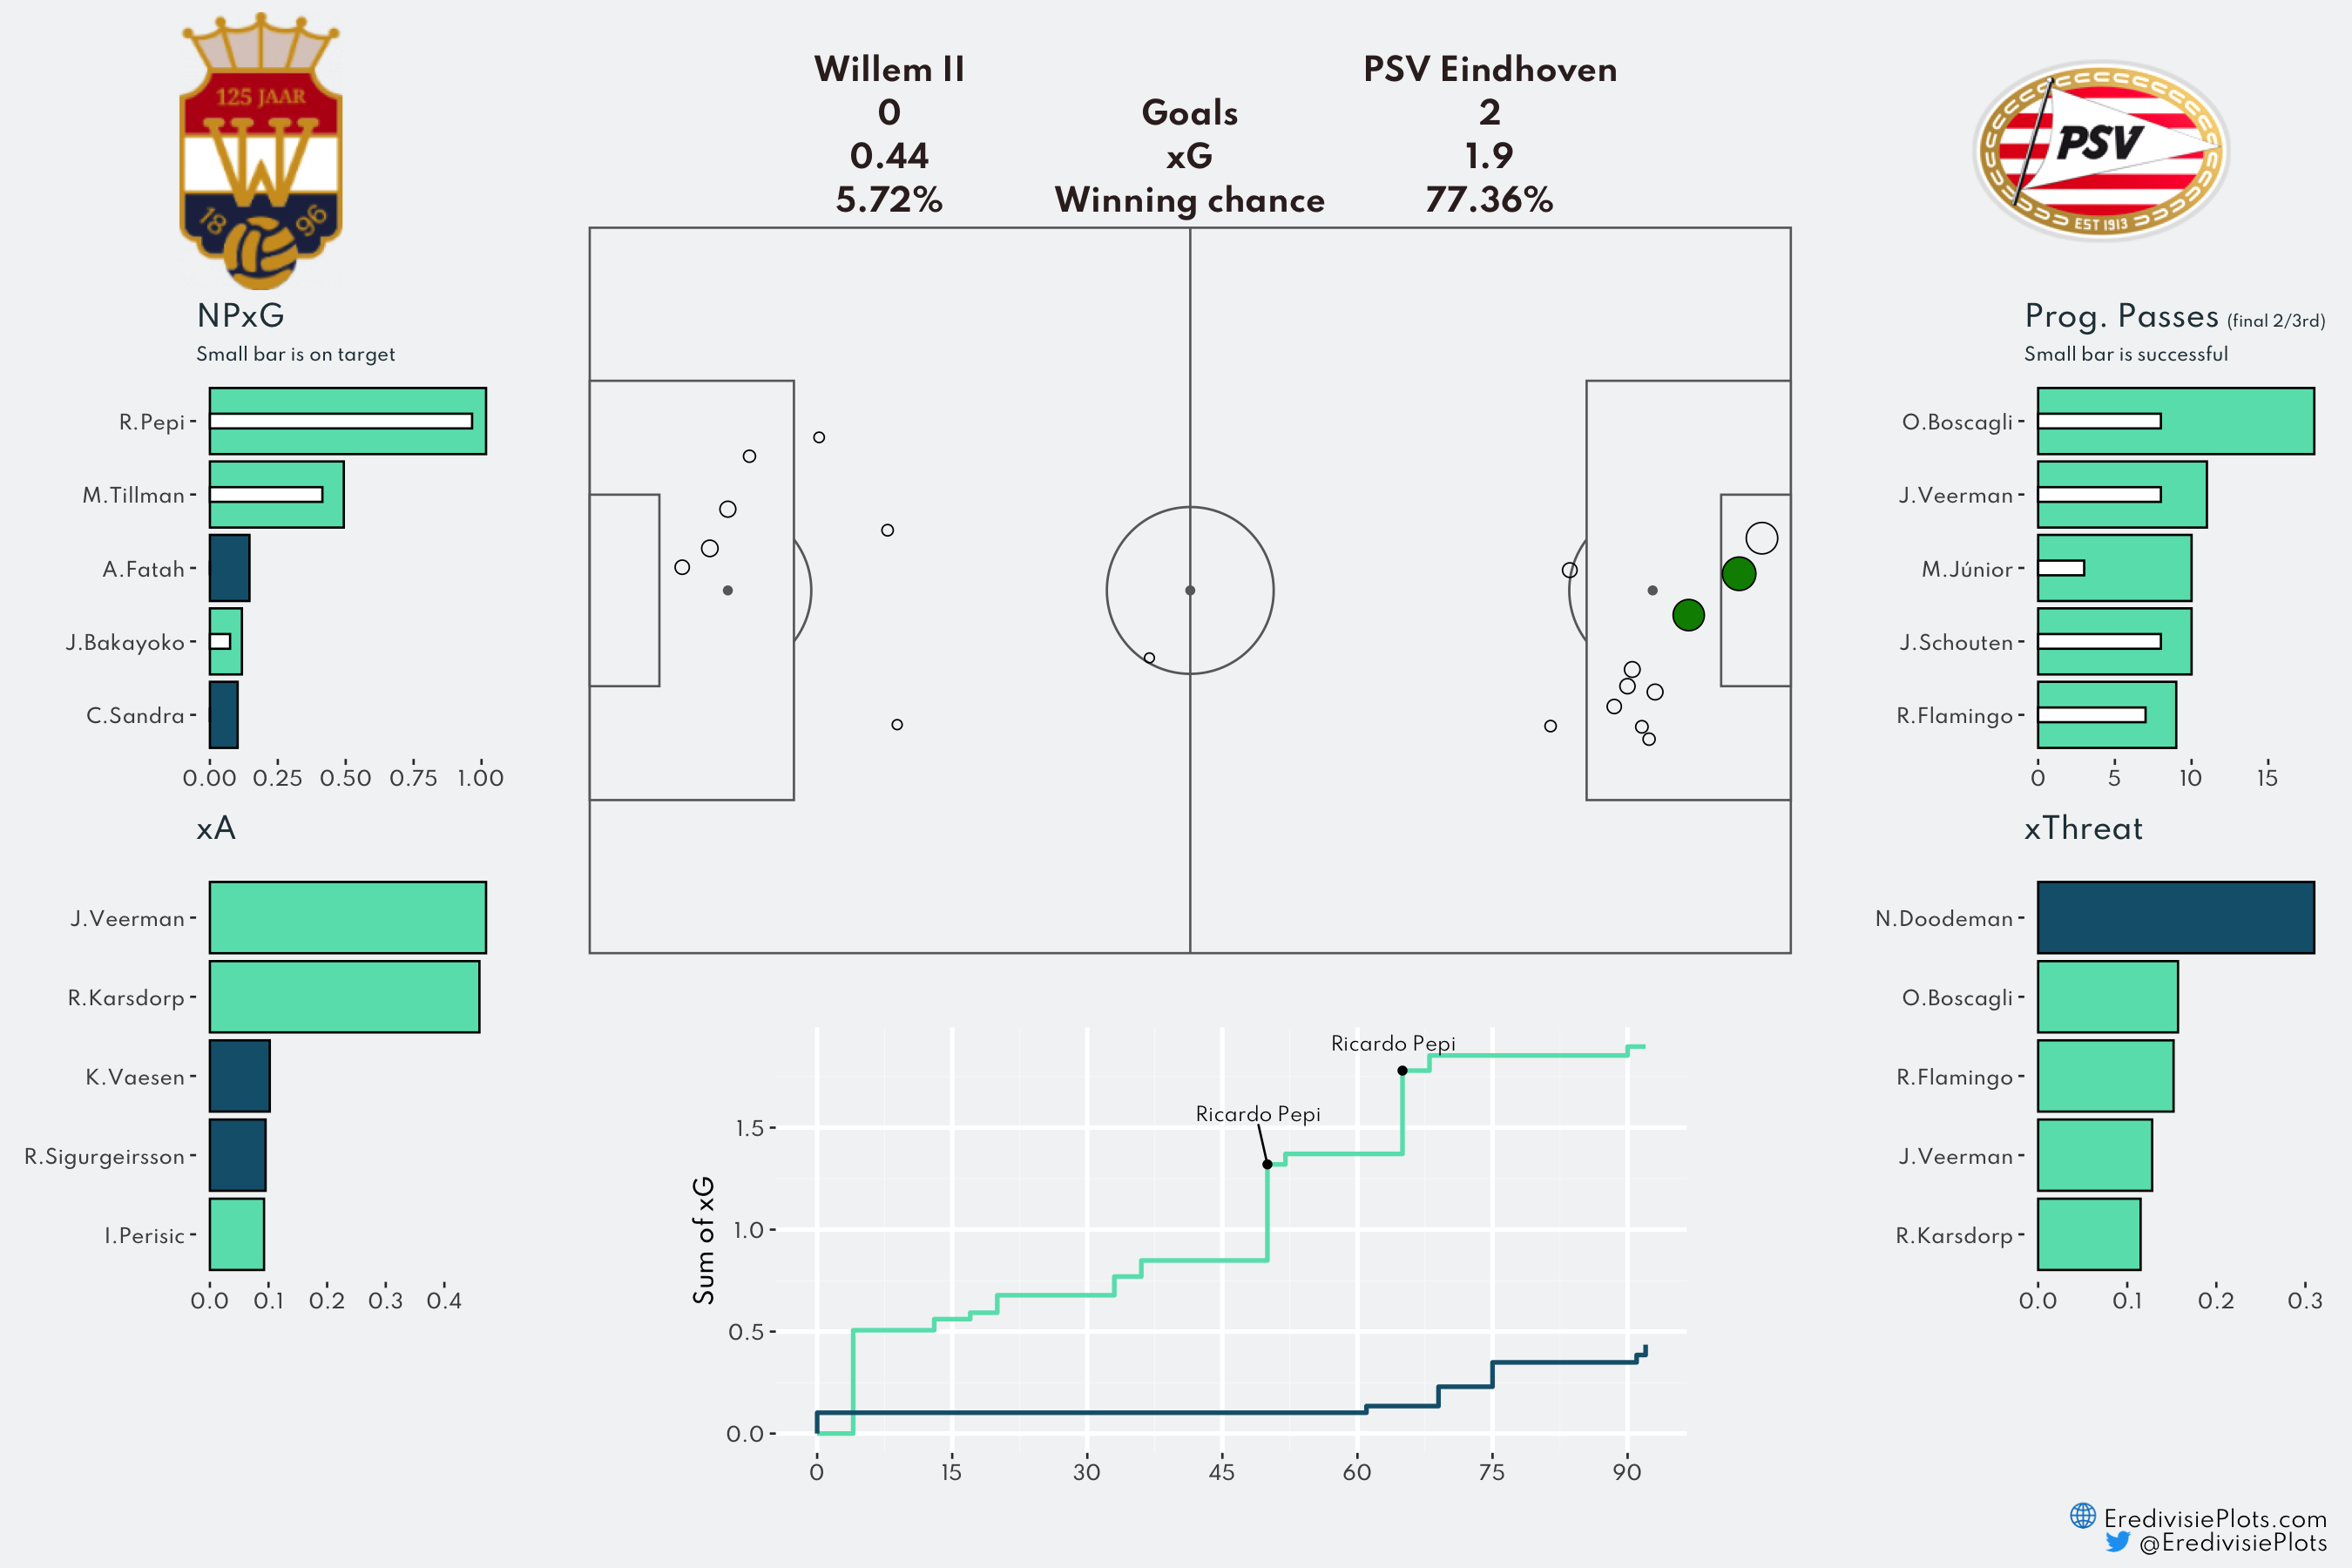 Willem II PSV Eindhoven
0 Goals 2
0.44 xG 1.9
5.72% Winning chance 77.36%
125 JAAR
W
18 96
PSV
EST 1913
NPxG
Small bar is on target
R.Pepi
M.Tillman
A.Fatah
J.Bakayoko
C.Sandra
0.00 0.25 0.50 0.75 1.00
Prog. Passes (final 2/3rd)
Small bar is successful
O.Boscagli
J.Veerman
M.Júnior
J.Schouten
R.Flamingo
0 5 10 15
xA
J.Veerman
R.Karsdorp
K.Vaesen
R.Sigurgeirsson
I.Perisic
0.0 0.1 0.2 0.3 0.4
Ricardo Pepi
Ricardo Pepi
Sum of xG
1.5
1.0
0.5
0.0
0 15 30 45 60 75 90
xThreat
N.Doodeman
O.Boscagli
R.Flamingo
J.Veerman
R.Karsdorp
0.0 0.1 0.2 0.3
EredivisiePlots.com
@EredivisiePlots